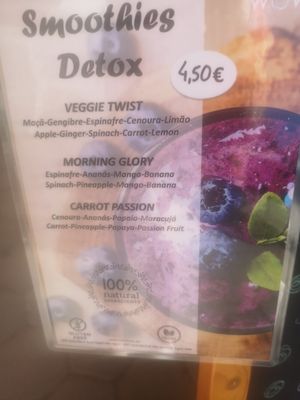 Smoothies
Detox
4,50€
VEGGIE TWIST
Maçã-Gengibre-Espinafre-Cenoura-Limão
Apple-Ginger-Spinach-Carrot-Lemon
MORNING GLORY
Espinafre-Ananás-Manga-Banana
Spinach-Pineapple-Mango-Banana
CARROT PASSION
Cenoura-Ananás-Papaia-Maracujá
Carrot-Pineapple-Papaya-Passion Fruit
100%
natural
GLUTEN
FREE